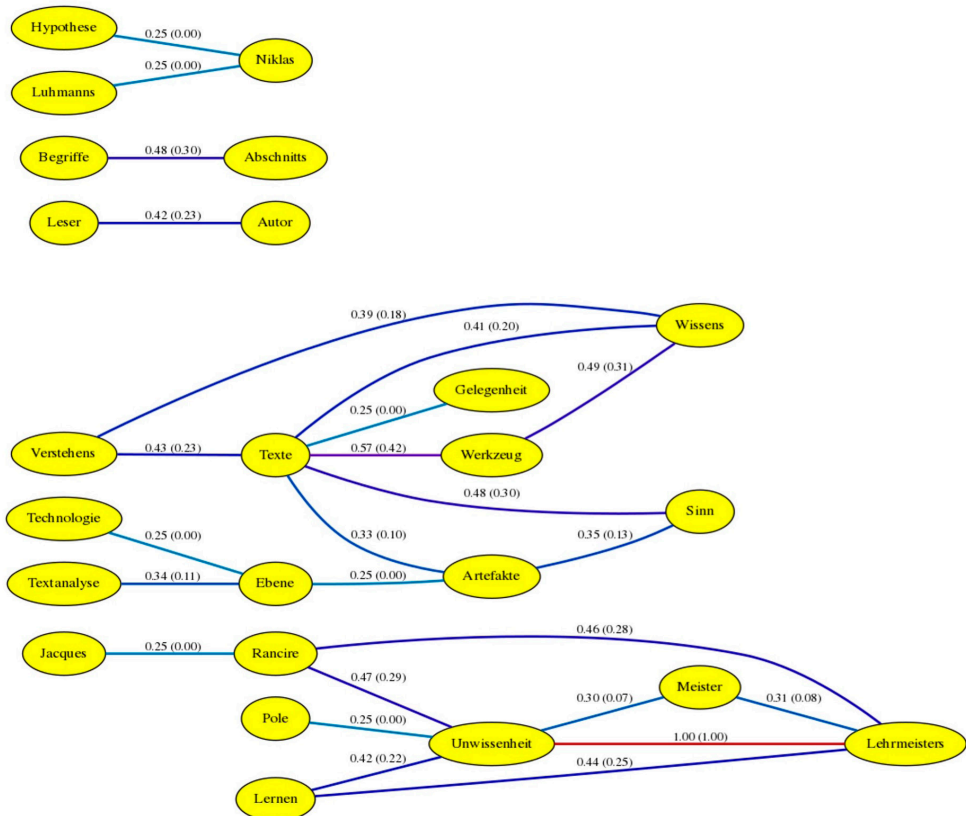 Hypothese
0.25 (0.00)
Niklas
0.25 (0.00)
Luhmanns
Begriffe
0.48 (0.30)
Abschnitts
Leser
0.42 (0.23)
Autor
0.39 (0.18)
0.41 (0.20)
Wissens
0.49 (0.31)
Gelegenheit
0.25 (0.00)
Verstehens
0.43 (0.23)
Texte
0.57 (0.42)
Werkzeug
0.48 (0.30)
Sinn
Technologie
0.25 (0.00)
0.33 (0.10)
0.35 (0.13)
Textanalyse
0.34 (0.11)
Ebene
0.25 (0.00)
Artefakte
0.46 (0.28)
Jacques
0.25 (0.00)
Rancire
0.47 (0.29)
Meister
0.30 (0.07)
0.31 (0.08)
Pole
0.25 (0.00)
Unwissenheit
1.00 (1.00)
Lehrmeisters
0.42 (0.22)
0.44 (0.25)
Lernen